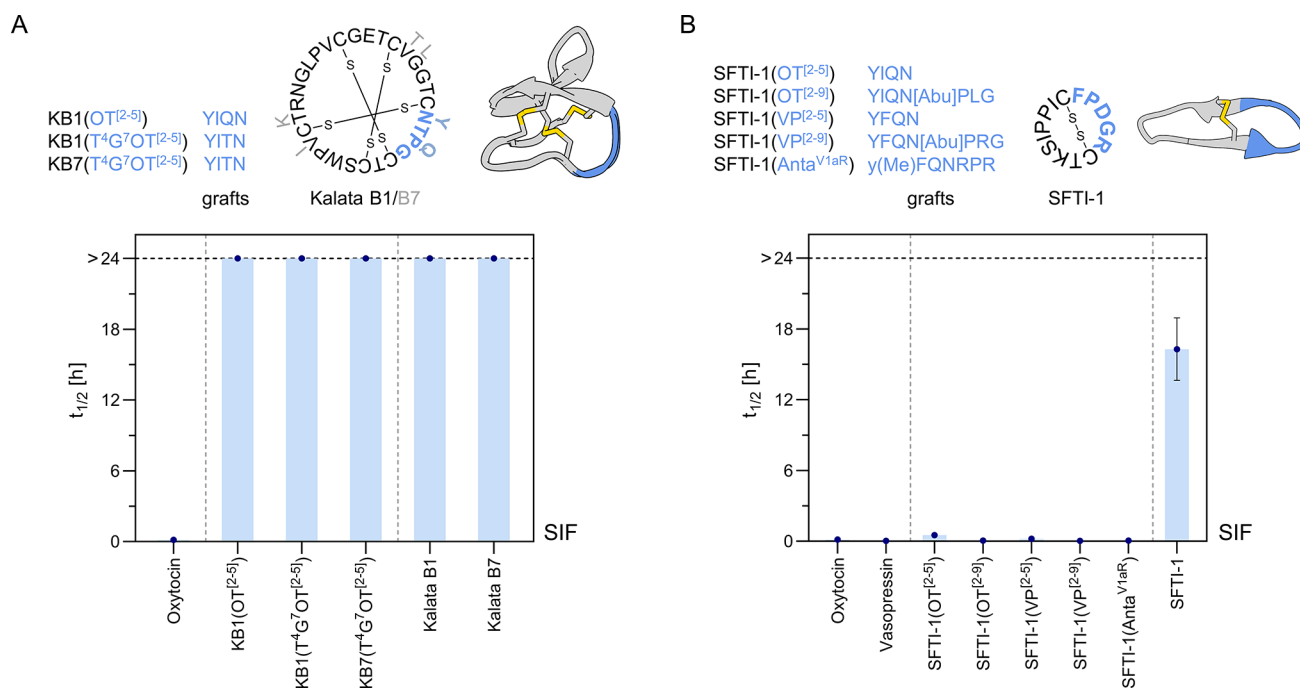 A
KB1(OT[2-5]) YIQN
KB1(T4G7OT[2-5]) YITN
KB7(T4G7OT[2-5]) YITN
grafts
CGETCVGGTCNTPGCTCSWPVCTRNGLPV
T L
Y
Q
I
K
S S S S S S
Kalata B1/B7
>24
18
12
6
0
t1/2 [h]
SIF
Oxytocin
KB1(OT[2-5])
KB1(T4G7OT[2-5])
KB7(T4G7OT[2-5])
Kalata B1
Kalata B7
B
SFTI-1(OT[2-5]) YIQN
SFTI-1(OT[2-9]) YIQN[Abu]PLG
SFTI-1(VP[2-5]) YFQN
SFTI-1(VP[2-9]) YFQN[Abu]PRG
SFTI-1(AntaV1aR) y(Me)FQNRPR
grafts
CFPDGRCTKSIPPI
S
S
SFTI-1
>24
18
12
6
0
t1/2 [h]
SIF
Oxytocin
Vasopressin
SFTI-1(OT[2-5])
SFTI-1(OT[2-9])
SFTI-1(VP[2-5])
SFTI-1(VP[2-9])
SFTI-1(AntaV1aR)
SFTI-1